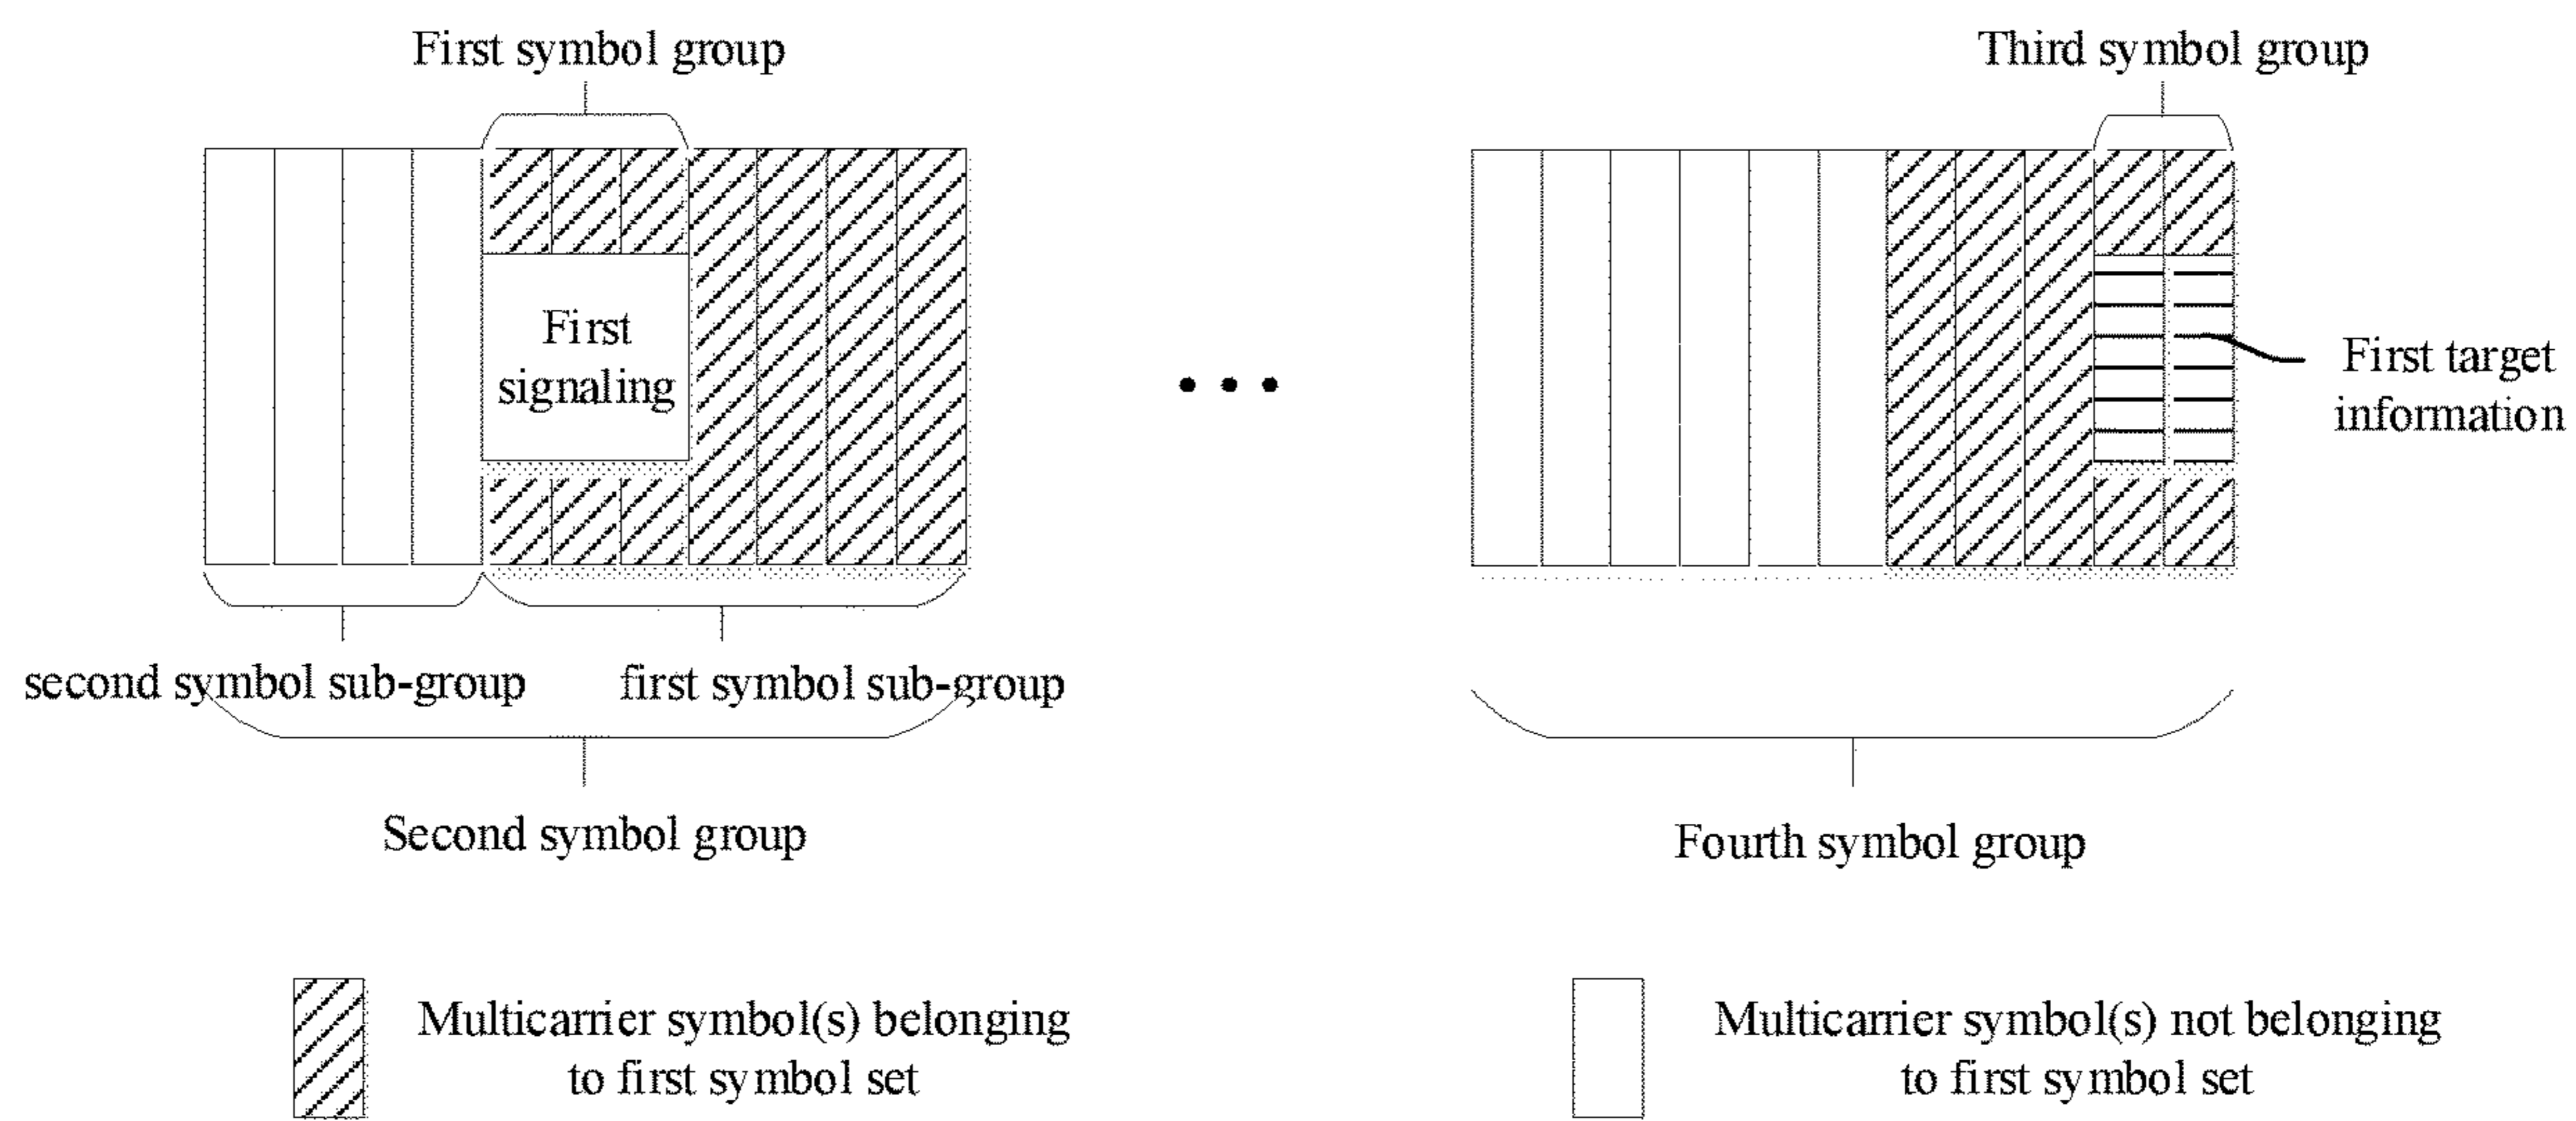 First symbol group
Third symbol group
First
signaling
First target
information
second symbol sub-group
first symbol sub-group
Second symbol group
Fourth symbol group
Multicarrier symbol(s) belonging
to first symbol set
Multicarrier symbol(s) not belonging
to first symbol set